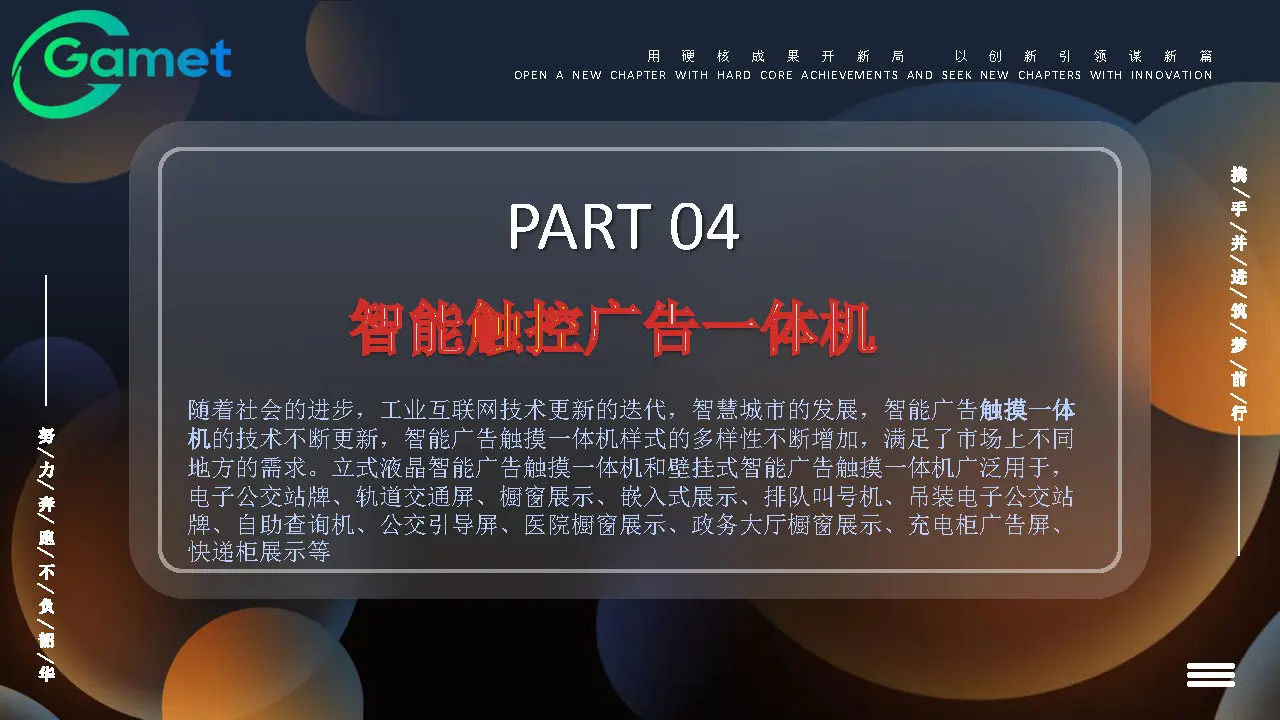 Gamet
用硬核成果开新局 以创新引领谋新篇
OPEN A NEW CHAPTER WITH HARD CORE ACHIEVEMENTS AND SEEK NEW CHAPTERS WITH INNOVATION
PART 04
智能触控广告一体机
随着社会的进步，工业互联网技术更新的迭代，智慧城市的发展，智能广告触摸一体
机的技术不断更新，智能广告触摸一体机样式的多样性不断增加，满足了市场上不同
地方的需求。立式液晶智能广告触摸一体机和壁挂式智能广告触摸一体机广泛用于，
电子公交站牌、轨道交通屏、橱窗展示、嵌入式展示、排队叫号机、吊装电子公交站
牌、自助查询机、公交引导屏、医院橱窗展示、政务大厅橱窗展示、充电柜广告屏、
快递柜展示等
努/力/奔/跑/不/负/韶/华
携/手/并/进/筑/梦/前/行